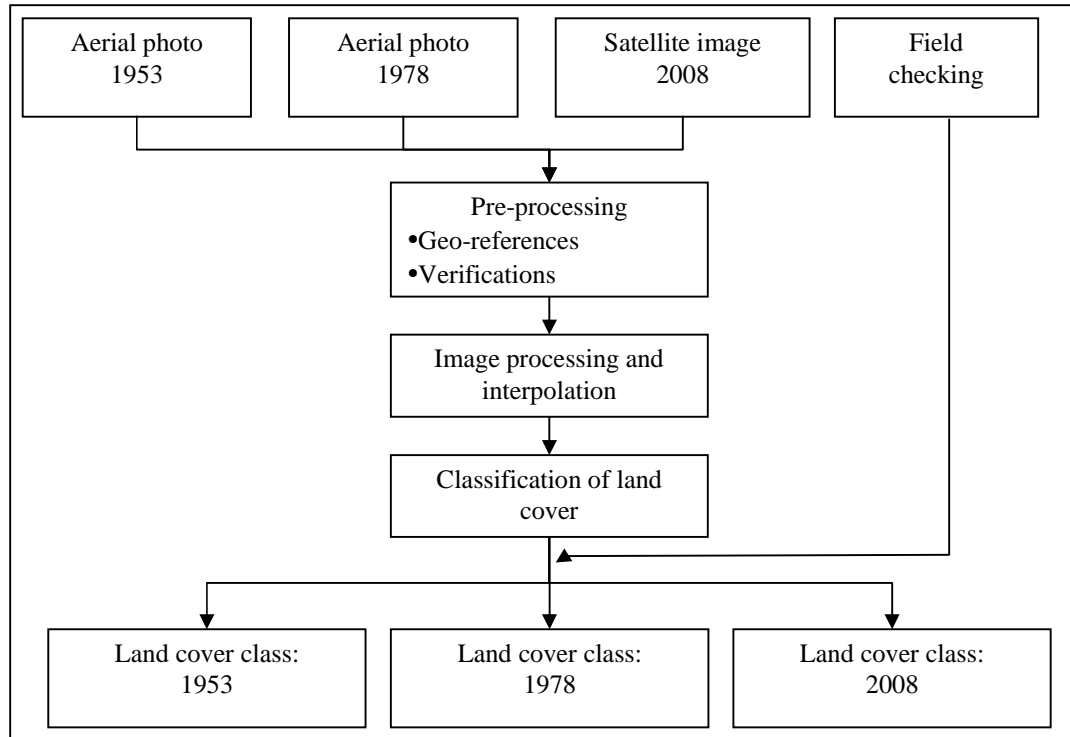 Aerial photo
1953
Aerial photo
1978
Satellite image
2008
Field
checking
Pre-processing
•Geo-references
•Verifications
Image processing and
interpolation
Classification of land
cover
Land cover class:
1953
Land cover class:
1978
Land cover class:
2008